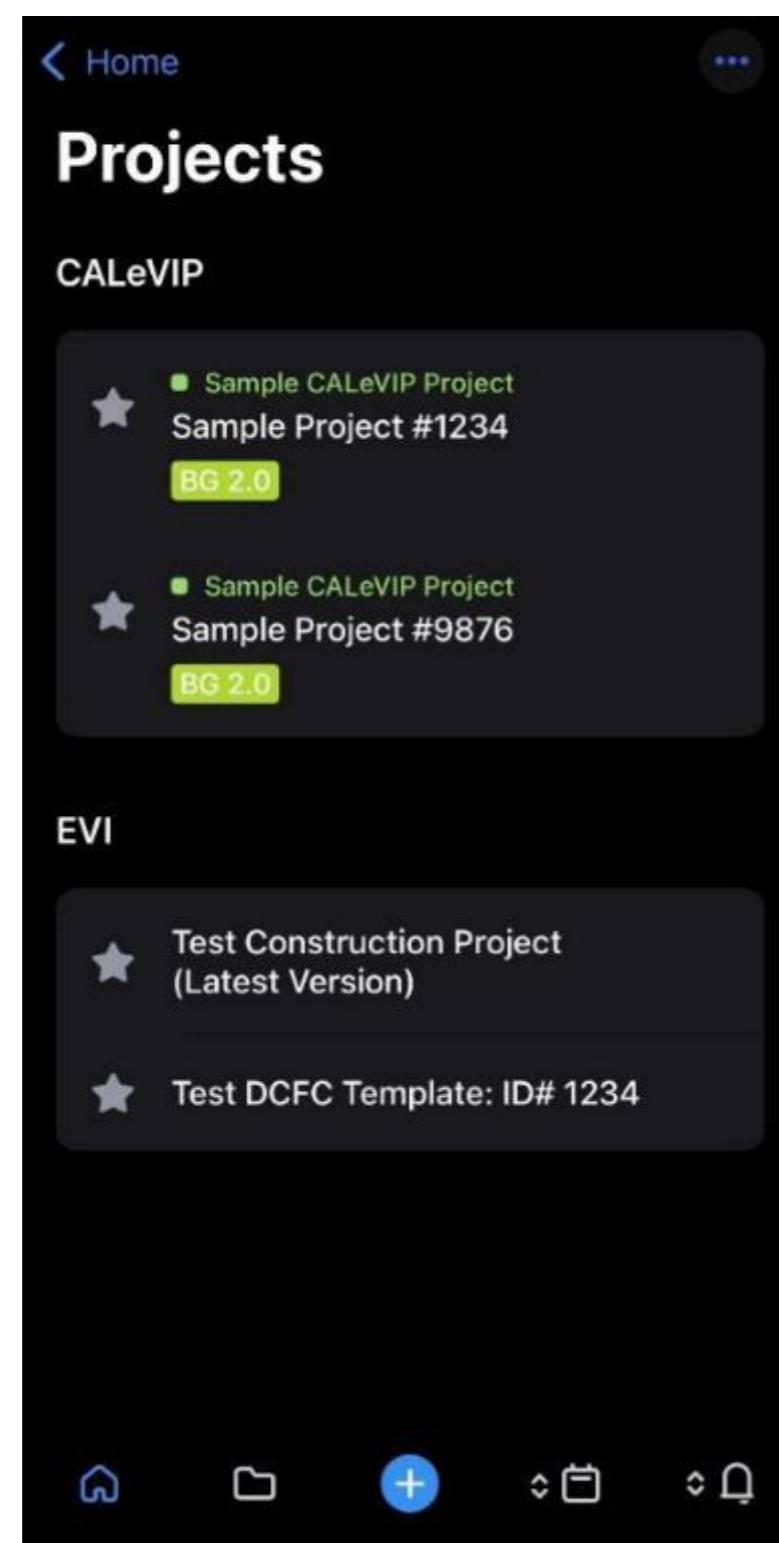 Home
Projects
CALeVIP
Sample CALeVIP Project
Sample Project #1234
BG 2.0
Sample CALeVIP Project
Sample Project #9876
BG 2.0
EVI
Test Construction Project
(Latest Version)
Test DCFC Template: ID# 1234